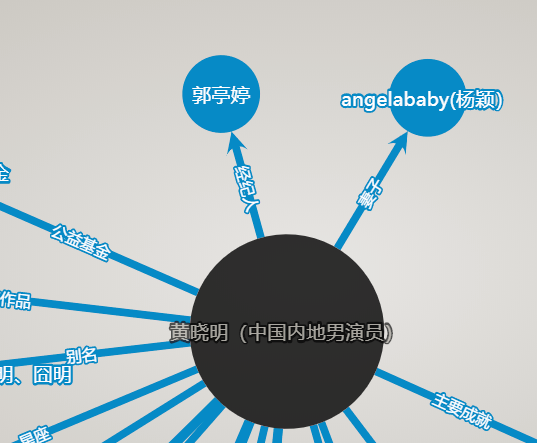 郭亭婷
angelababy(杨颖)
经纪人
妻子
金
公益基金
作品
黄晓明（中国内地男演员）
别名
明、囧明
主要成就
星座